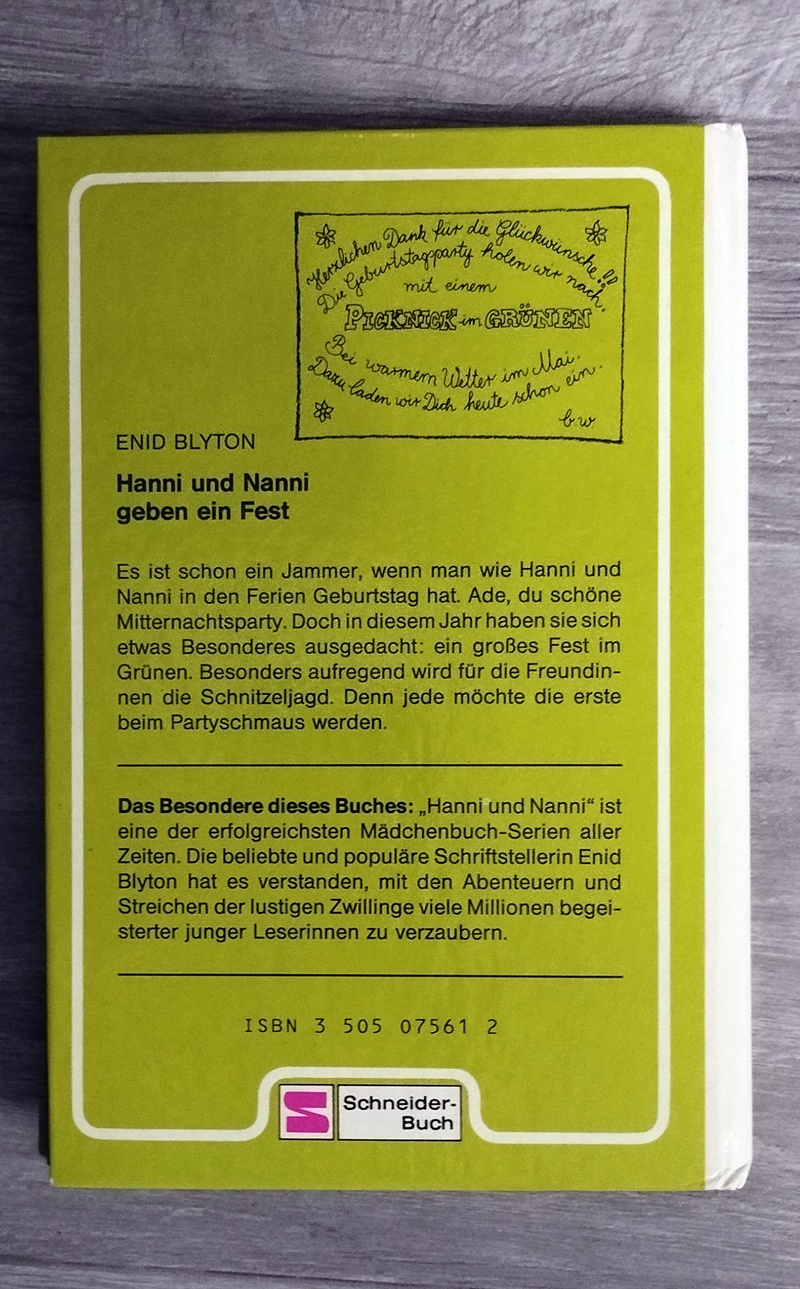 Herzlichen Dank für die Glückwünsche!!
Die Geburtstagsparty holen wir nach.
mit einem
PICKNICK im GRÜNEN
Bei warmem Wetter im Mai.
Dazu laden wir Dich heute schon ein.
b.w
ENID BLYTON
Hanni und Nanni
geben ein Fest
Es ist schon ein Jammer, wenn man wie Hanni und
Nanni in den Ferien Geburtstag hat. Ade, du schöne
Mitternachtsparty. Doch in diesem Jahr haben sie sich
etwas Besonderes ausgedacht: ein großes Fest im
Grünen. Besonders aufregend wird für die Freundin-
nen die Schnitzeljagd. Denn jede möchte die erste
beim Partyschmaus werden.
Das Besondere dieses Buches: „Hanni und Nanni“ ist
eine der erfolgreichsten Mädchenbuch-Serien aller
Zeiten. Die beliebte und populäre Schriftstellerin Enid
Blyton hat es verstanden, mit den Abenteuern und
Streichen der lustigen Zwillinge viele Millionen begei-
sterter junger Leserinnen zu verzaubern.
ISBN 3 505 07561 2
Schneider-
Buch